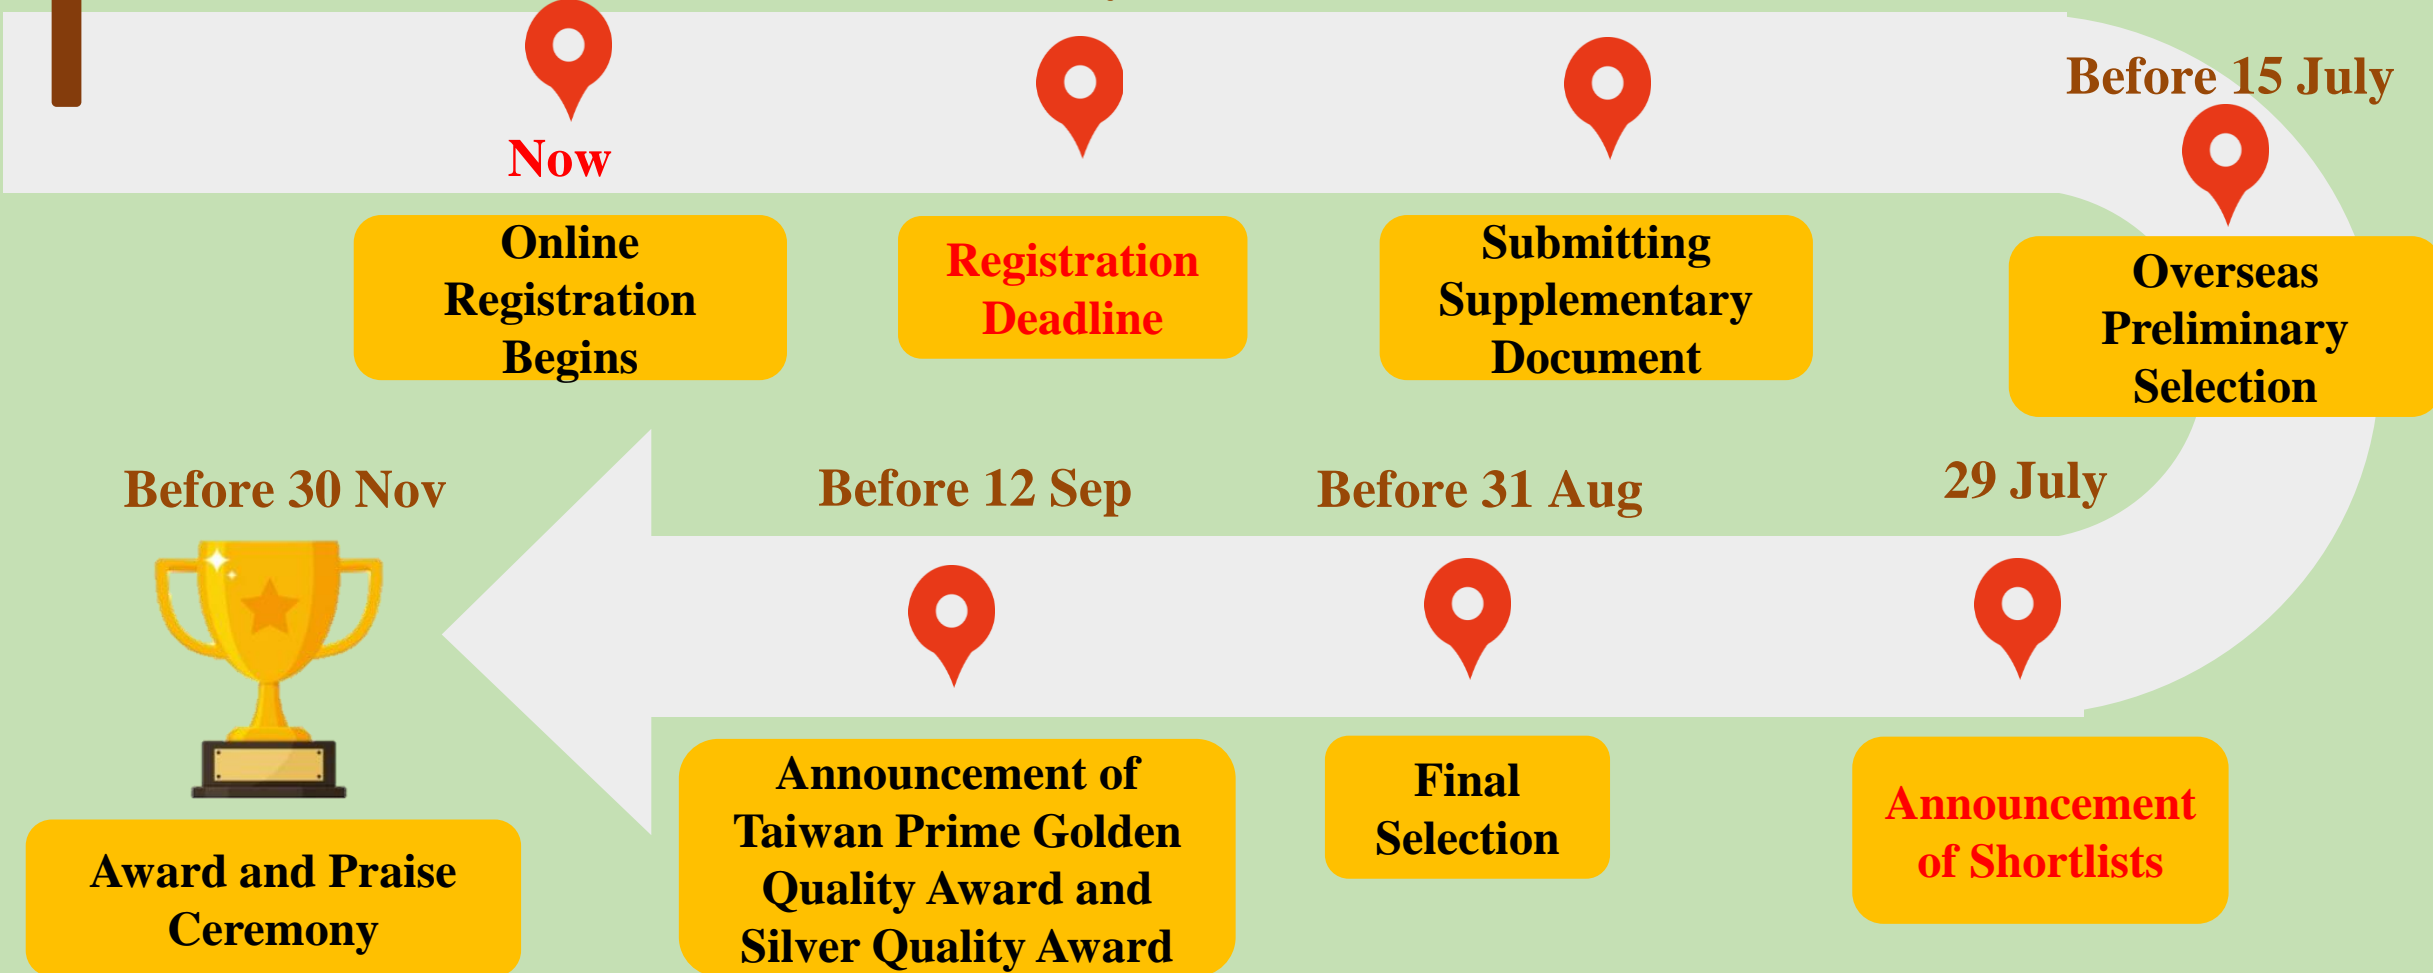 Now
Online
Registration
Begins
Registration
Deadline
Submitting
Supplementary
Document
Before 15 July
Overseas
Preliminary
Selection
29 July
Announcement
of Shortlists
Before 31 Aug
Final
Selection
Before 12 Sep
Announcement of
Taiwan Prime Golden
Quality Award and
Silver Quality Award
Before 30 Nov
Award and Praise
Ceremony